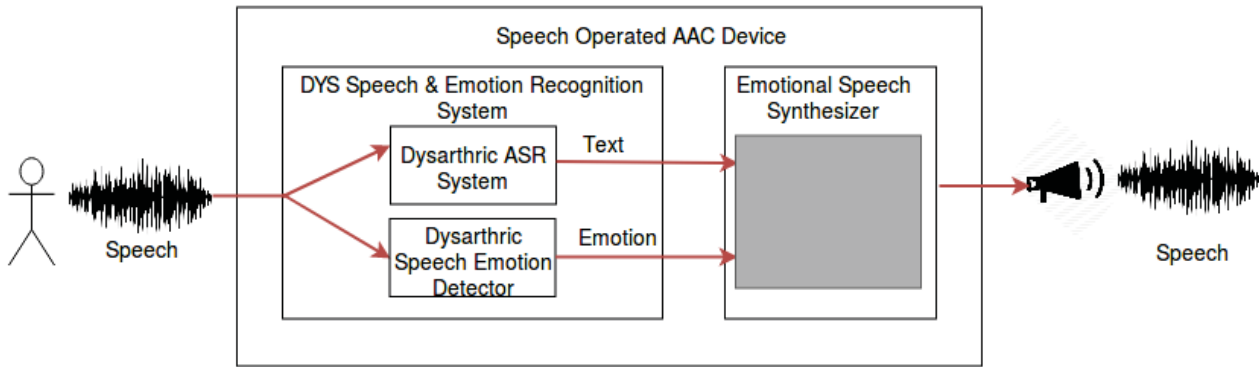 Speech Operated AAC Device
DYS Speech & Emotion Recognition
System
Emotional Speech
Synthesizer
Dysarthric ASR
System
Text
Dysarthric
Speech Emotion
Detector
Emotion
Speech
Speech